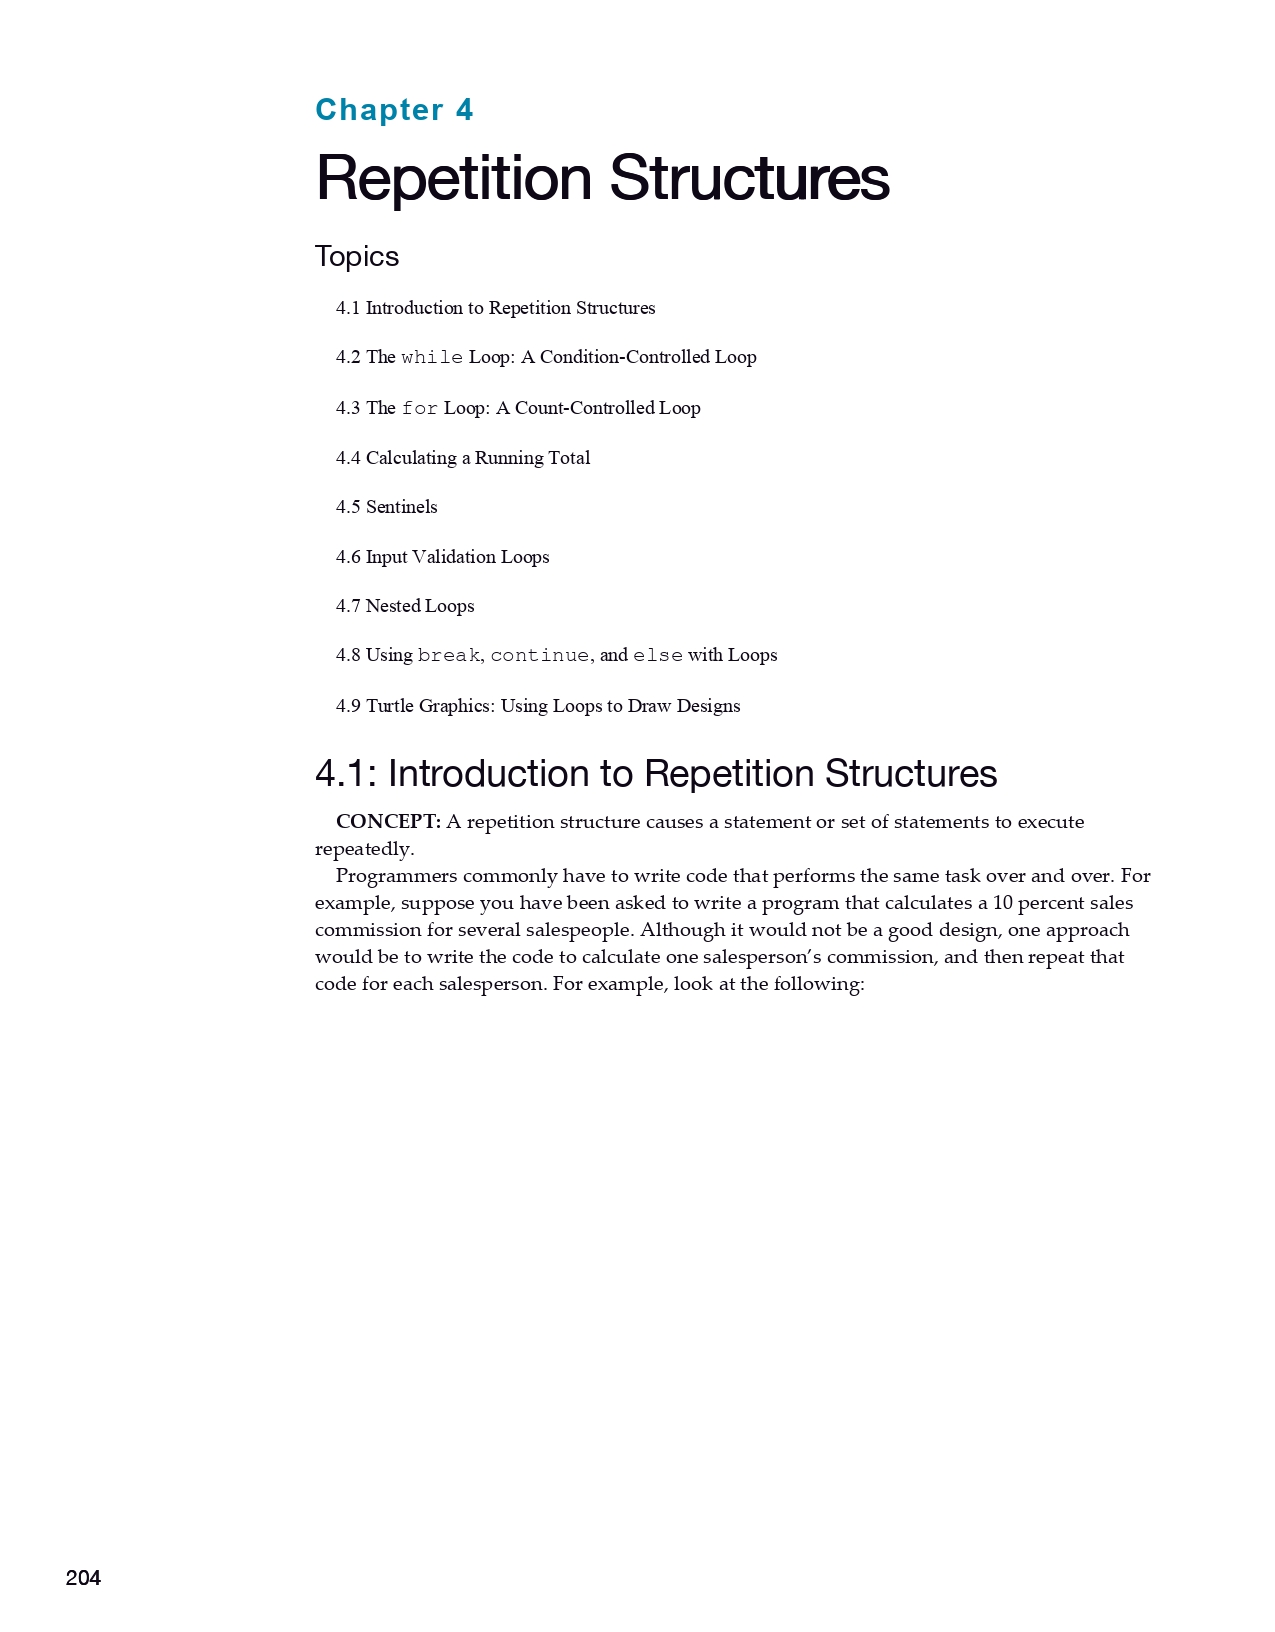 Chapter 4
Repetition Structures
Topics
4.1 Introduction to Repetition Structures
4.2 The while Loop: A Condition-Controlled Loop
4.3 The for Loop: A Count-Controlled Loop
4.4 Calculating a Running Total
4.5 Sentinels
4.6 Input Validation Loops
4.7 Nested Loops
4.8 Using break, continue, and else with Loops
4.9 Turtle Graphics: Using Loops to Draw Designs
4.1: Introduction to Repetition Structures
CONCEPT: A repetition structure causes a statement or set of statements to execute
repeatedly.
Programmers commonly have to write code that performs the same task over and over. For
example, suppose you have been asked to write a program that calculates a 10 percent sales
commission for several salespeople. Although it would not be a good design, one approach
would be to write the code to calculate one salesperson’s commission, and then repeat that
code for each salesperson. For example, look at the following:
204